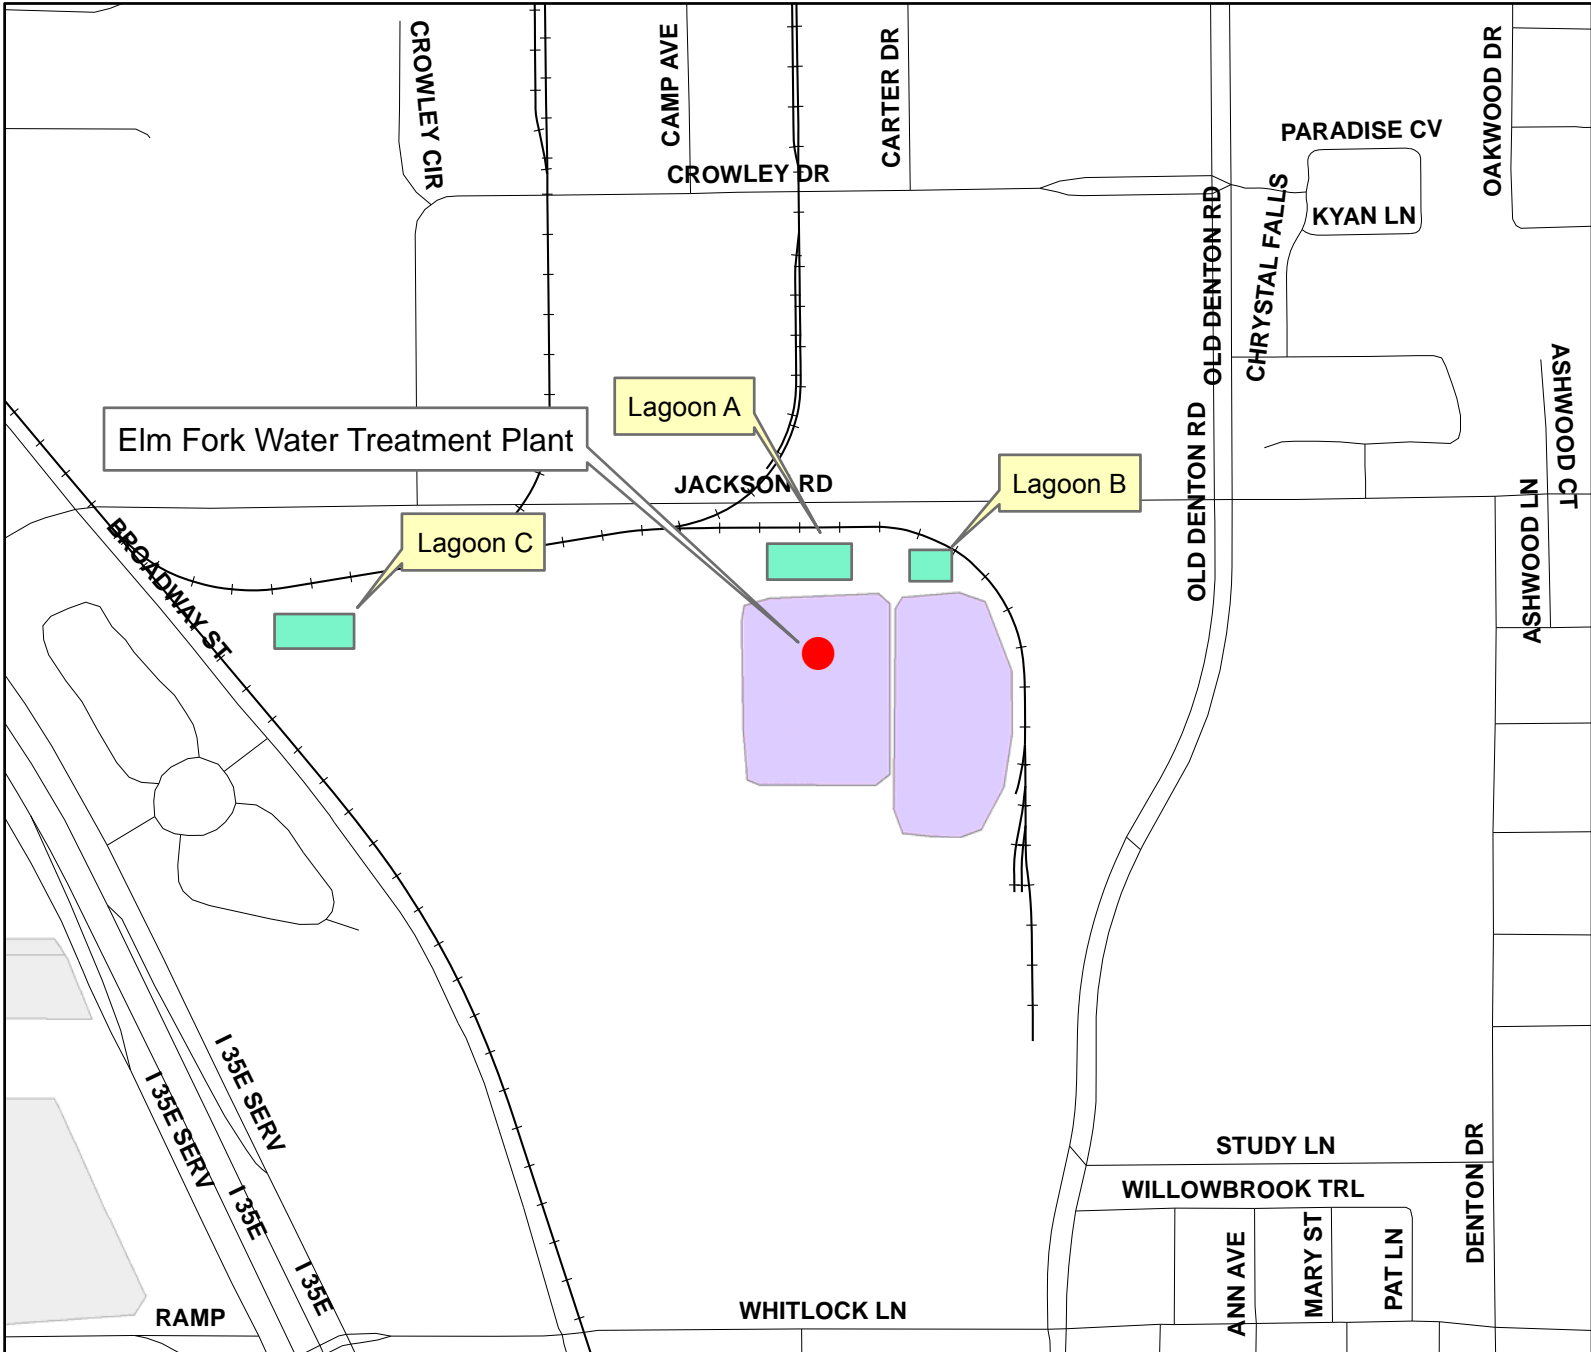 CROWLEY CIR
CAMP AVE
CARTER DR
OAKWOOD DR
PARADISE CV
CROWLEY DR
KYAN LN
OLD DENTON RD
CHRYSTAL FALLS
ASHWOOD CT
Lagoon A
Elm Fork Water Treatment Plant
JACKSON RD
Lagoon B
OLD DENTON RD
ASHWOOD LN
Lagoon C
BROADWAY ST
I 35E SERV
I 35E SERV
I 35E
I 35E
STUDY LN
WILLOWBROOK TRL
DENTON DR
ANN AVE
MARY ST
PAT LN
RAMP
WHITLOCK LN